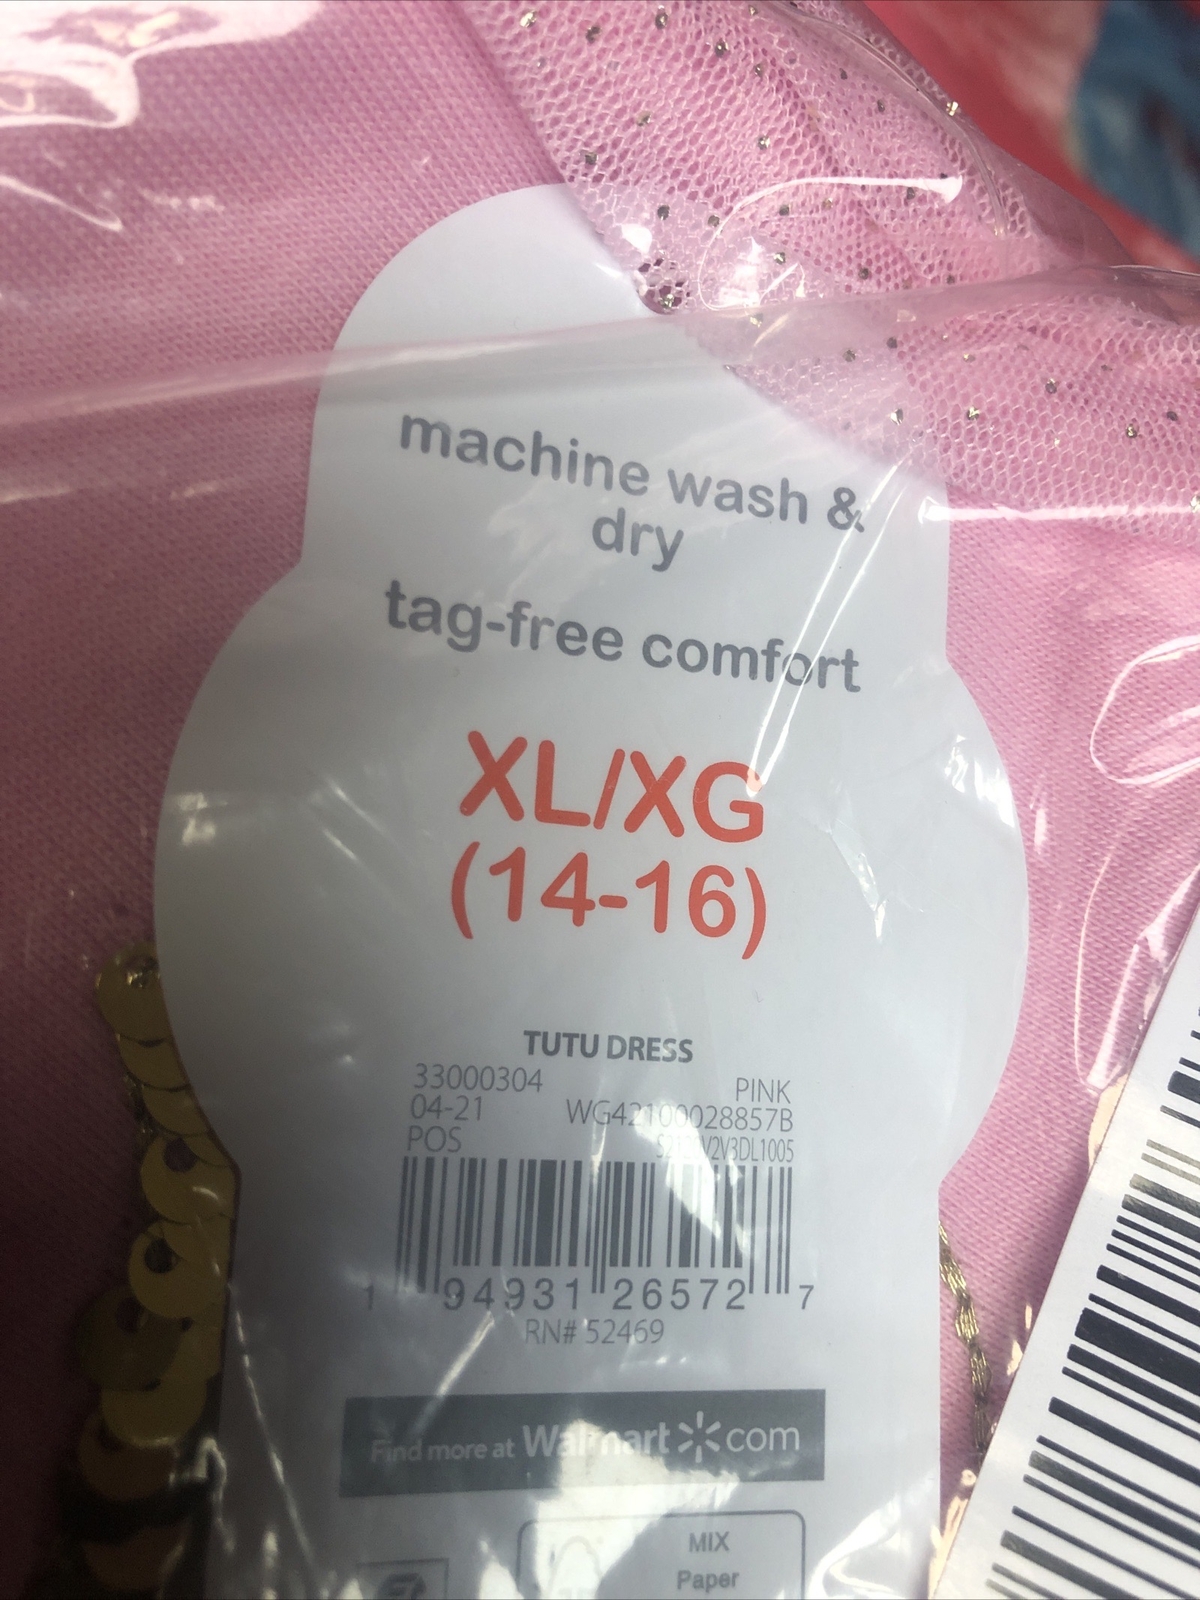 machine wash &
dry
tag-free comfort
XL/XG
(14-16)
TUTU DRESS
33000304 PINK
04-21 WG42100028857B
POS
1 94931 26572 7
RN# 52469
Find more at Walmart com
MIX
Paper